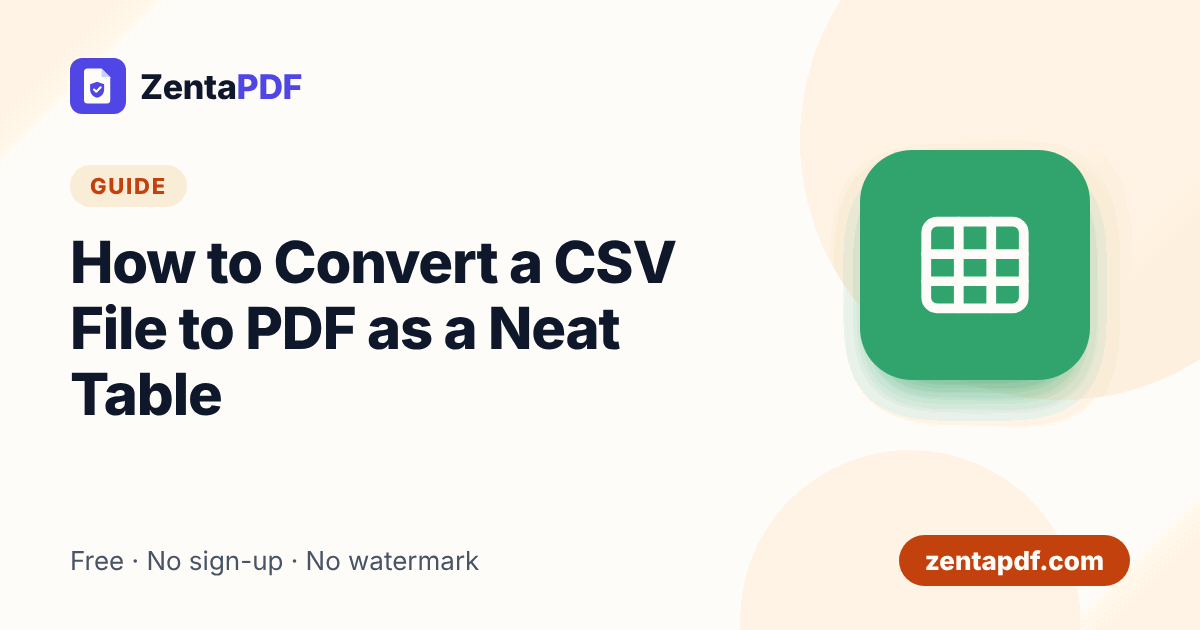 ZentaPDF
GUIDE
How to Convert a CSV
File to PDF as a Neat
Table
Free · No sign-up · No watermark
zentapdf.com